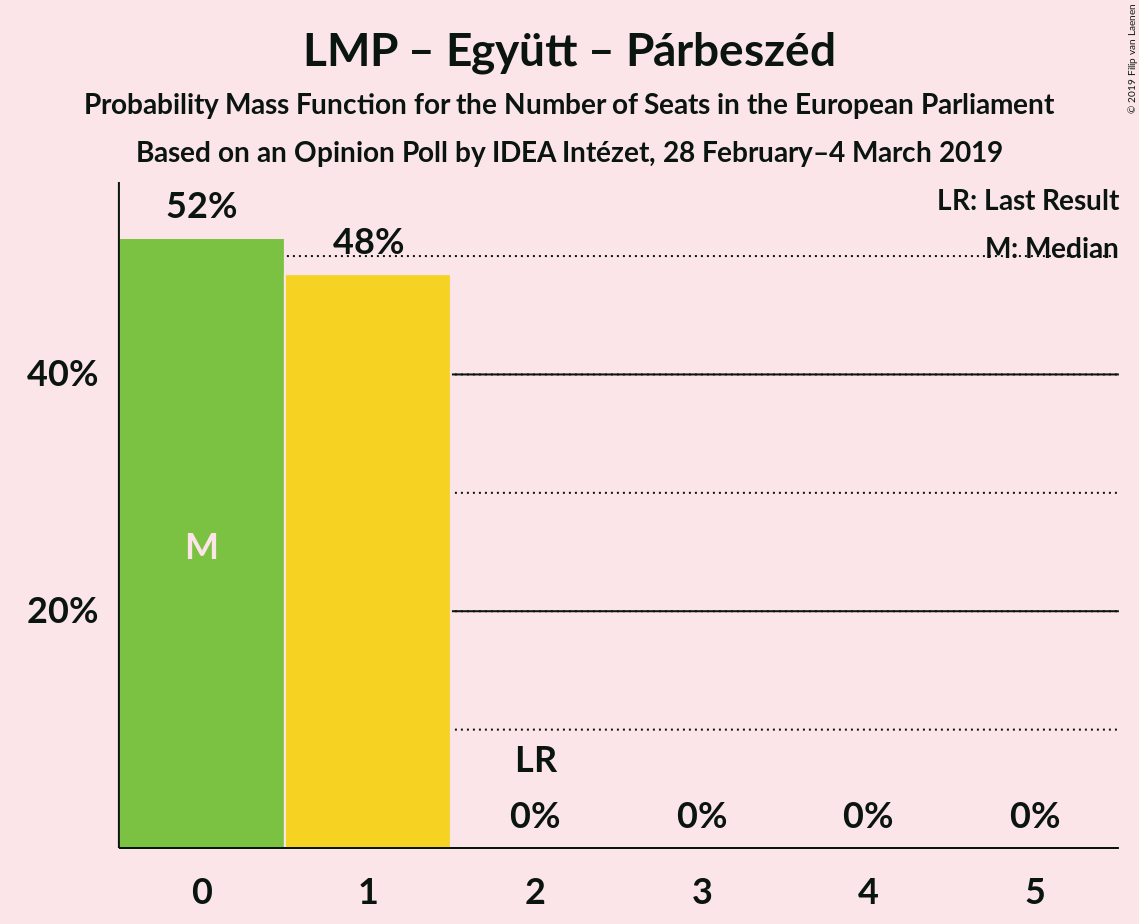 LMP – Együtt – Párbeszéd
Probability Mass Function for the Number of Seats in the European Parliament
Based on an Opinion Poll by IDEA Intézet, 28 February–4 March 2019
© 2019 Filip van Laenen
LR: Last Result
M: Median
52%
48%
40%
20%
M
LR
0%
0%
0%
0%
0
1
2
3
4
5